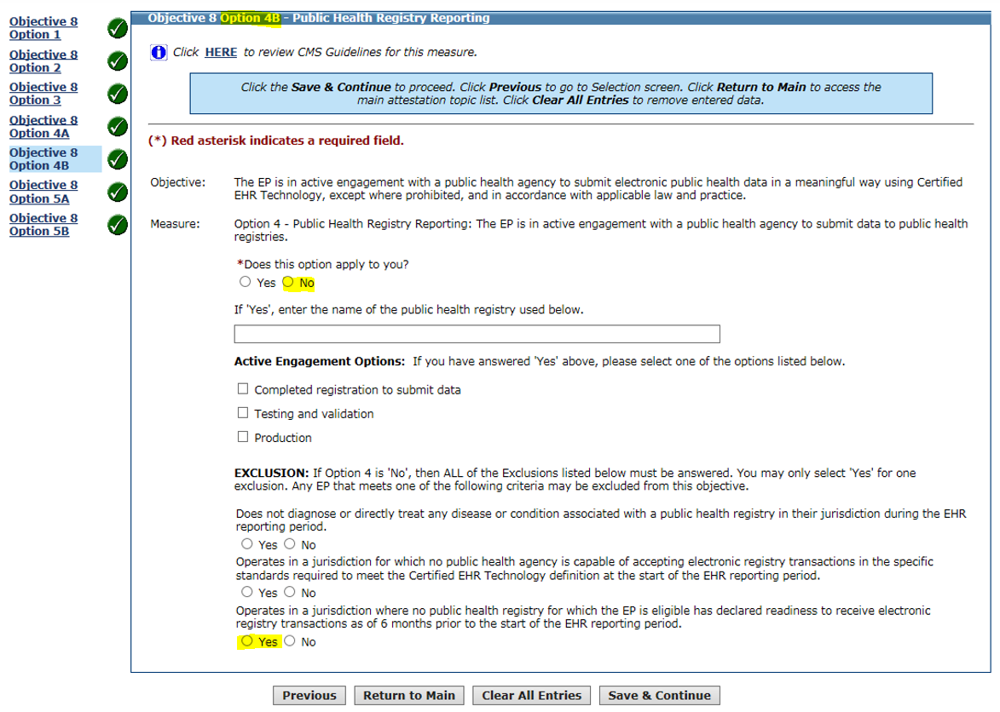 Objective 8
Option 1
Objective 8
Option 2
Objective 8
Option 3
Objective 8
Option 4A
Objective 8
Option 4B
Objective 8
Option 5A
Objective 8
Option 5B
Objective 8 Option 4B - Public Health Registry Reporting
i Click HERE to review CMS Guidelines for this measure.
Click the Save & Continue to proceed. Click Previous to go to Selection screen. Click Return to Main to access the
main attestation topic list. Click Clear All Entries to remove entered data.
(*) Red asterisk indicates a required field.
Objective: The EP is in active engagement with a public health agency to submit electronic public health data in a meaningful way using Certified
EHR Technology, except where prohibited, and in accordance with applicable law and practice.
Measure: Option 4 - Public Health Registry Reporting: The EP is in active engagement with a public health agency to submit data to public health
registries.
*Does this option apply to you?
Yes No
If 'Yes', enter the name of the public health registry used below.
Active Engagement Options: If you have answered 'Yes' above, please select one of the options listed below.
Completed registration to submit data
Testing and validation
Production
EXCLUSION: If Option 4 is 'No', then ALL of the Exclusions listed below must be answered. You may only select 'Yes' for one
exclusion. Any EP that meets one of the following criteria may be excluded from this objective.
Does not diagnose or directly treat any disease or condition associated with a public health registry in their jurisdiction during the EHR
reporting period.
Yes No
Operates in a jurisdiction for which no public health agency is capable of accepting electronic registry transactions in the specific
standards required to meet the Certified EHR Technology definition at the start of the EHR reporting period.
Yes No
Operates in a jurisdiction where no public health registry for which the EP is eligible has declared readiness to receive electronic
registry transactions as of 6 months prior to the start of the EHR reporting period.
Yes No
Previous Return to Main Clear All Entries Save & Continue